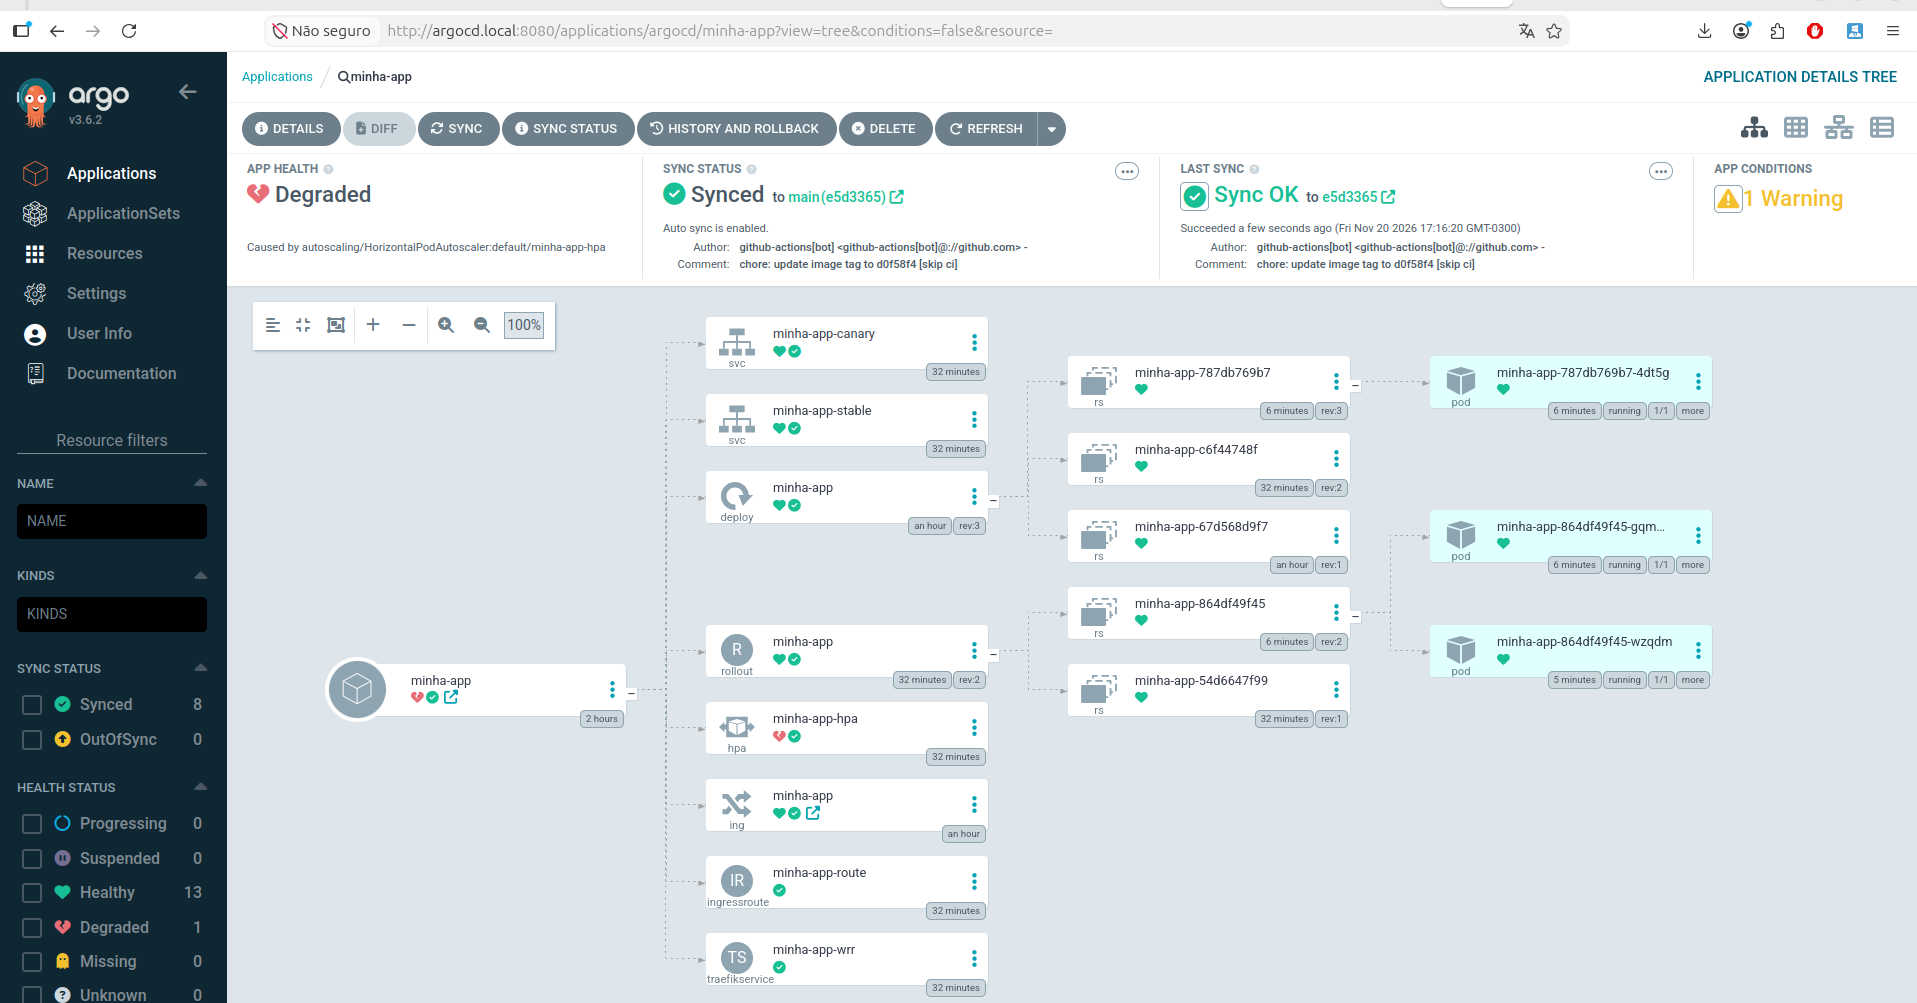 Não seguro
http://argocd.local:8080/applications/argocd/minha-app?view=tree&conditions=false&resource=
argo
v3.6.2
Applications
ApplicationSets
Resources
Settings
User Info
Documentation
Resource filters
NAME
NAME
KINDS
KINDS
SYNC STATUS
Synced 8
OutOfSync 0
HEALTH STATUS
Progressing 0
Suspended 0
Healthy 13
Degraded 1
Missing 0
Unknown 0
Applications / minha-app
APPLICATION DETAILS TREE
DETAILS
DIFF
SYNC
SYNC STATUS
HISTORY AND ROLLBACK
DELETE
REFRESH
APP HEALTH
Degraded
Caused by autoscaling/HorizontalPodAutoscaler:default/minha-app-hpa
SYNC STATUS
Synced to main(e5d3365)
Auto sync is enabled.
Author: github-actions[bot] <github-actions[bot]@://github.com> -
Comment: chore: update image tag to d0f58f4 [skip ci]
LAST SYNC
Sync OK to e5d3365
Succeeded a few seconds ago (Fri Nov 20 2026 17:16:20 GMT-0300)
Author: github-actions[bot] <github-actions[bot]@://github.com> -
Comment: chore: update image tag to d0f58f4 [skip ci]
APP CONDITIONS
1 Warning
100%
minha-app
2 hours
minha-app-canary
svc
32 minutes
minha-app-stable
svc
32 minutes
minha-app
deploy
an hour rev:3
R
minha-app
rollout
32 minutes rev:2
minha-app-hpa
hpa
32 minutes
minha-app
ing
an hour
IR
minha-app-route
ingressroute
32 minutes
TS
minha-app-wrr
traefikservice
32 minutes
minha-app-787db769b7
rs
6 minutes rev:3
minha-app-c6f44748f
rs
32 minutes rev:2
minha-app-67d568d9f7
rs
an hour rev:1
minha-app-864df49f45
rs
6 minutes rev:2
minha-app-54d6647f99
rs
32 minutes rev:1
minha-app-787db769b7-4dt5g
pod
6 minutes running 1/1 more
minha-app-864df49f45-gqm...
pod
6 minutes running 1/1 more
minha-app-864df49f45-wzqdm
pod
5 minutes running 1/1 more